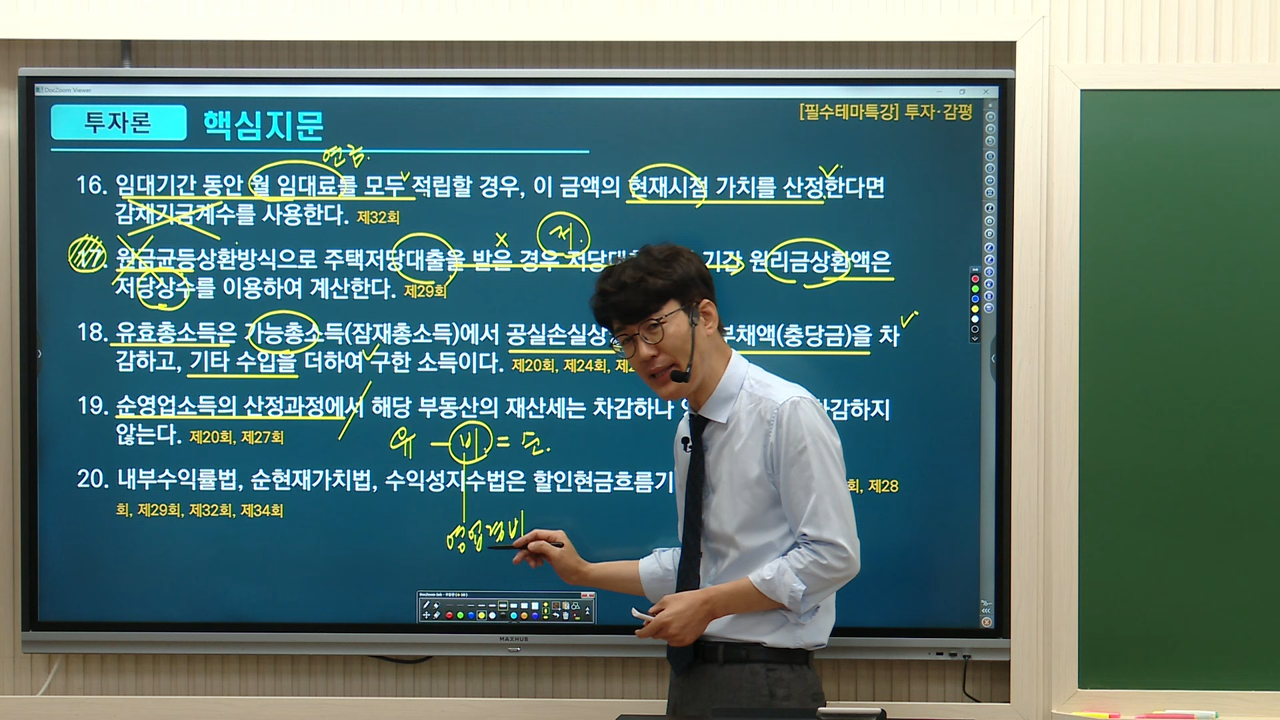 DocZoom Viewer
투자론 핵심지문
[필수테마특강] 투자·감평
연금.
16. 임대기간 동안 월 임대료를 모두 적립할 경우, 이 금액의 현재시점 가치를 산정한다면
감채기금계수를 사용한다. 제32회
저.
원금균등상환방식으로 주택저당대출을 받은 경우 저당대 기간 원리금상환액은
저당상수를 이용하여 계산한다. 제29회
18. 유효총소득은 가능총소득(잠재총소득)에서 공실손실상 부채액(충당금)을 차
감하고, 기타 수입을 더하여 구한 소득이다. 제20회, 제24회,
19. 순영업소득의 산정과정에서 해당 부동산의 재산세는 차감하나 차감하지
않는다. 제20회, 제27회
유 - 비 = 순.
20. 내부수익률법, 순현재가치법, 수익성지수법은 할인현금흐름기 회, 제28
회, 제29회, 제32회, 제34회
영업경비
MAXHUB